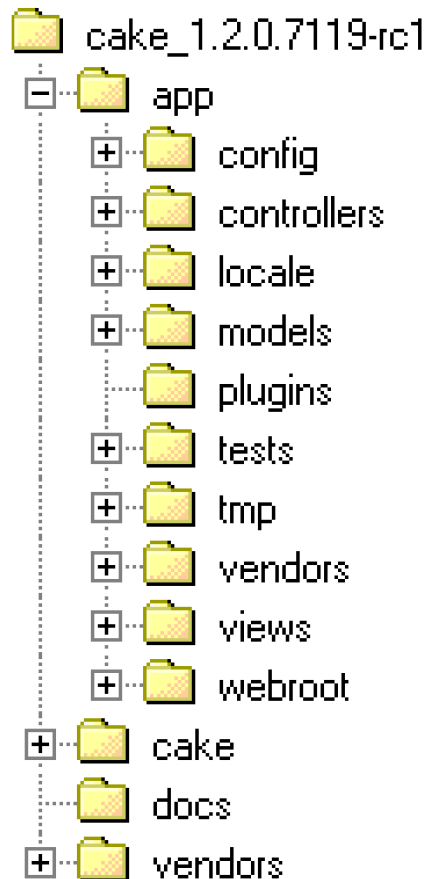 cake_1.2.0.7119-rc1
app
config
controllers
locale
models
plugins
tests
tmp
vendors
views
webroot
cake
docs
vendors